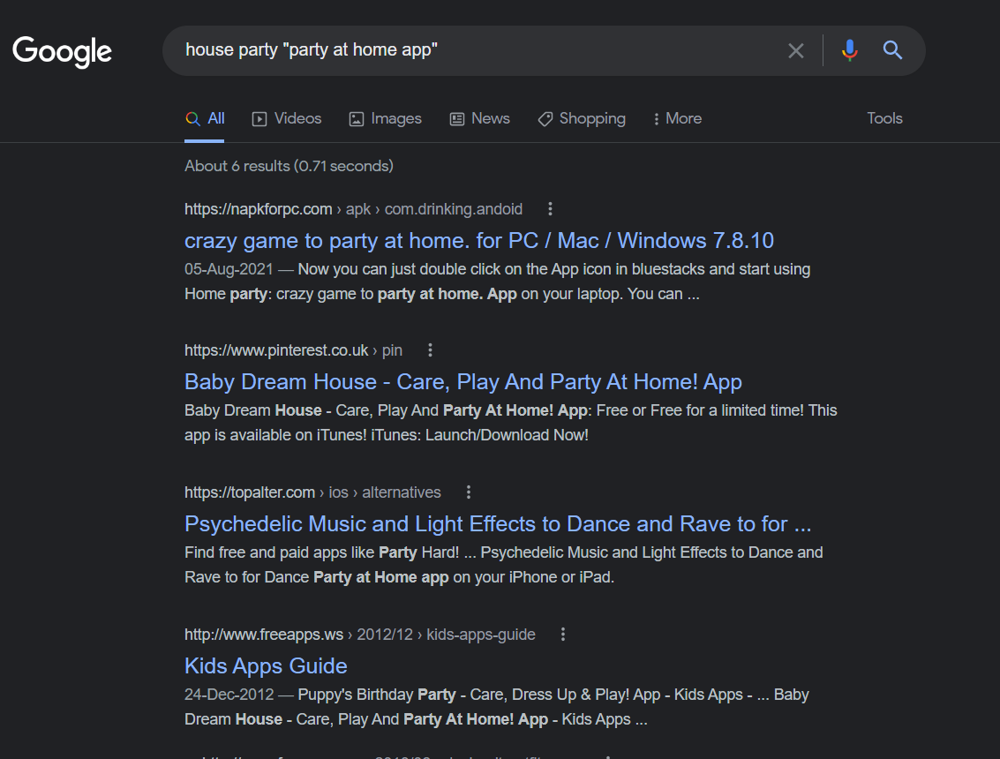 Google
house party "party at home app"
All Videos Images News Shopping More Tools
About 6 results (0.71 seconds)
https://napkforpc.com › apk › com.drinking.andoid
crazy game to party at home. for PC / Mac / Windows 7.8.10
05-Aug-2021 — Now you can just double click on the App icon in bluestacks and start using
Home party: crazy game to party at home. App on your laptop. You can ...
https://www.pinterest.co.uk › pin
Baby Dream House - Care, Play And Party At Home! App
Baby Dream House - Care, Play And Party At Home! App: Free or Free for a limited time! This
app is available on iTunes! iTunes: Launch/Download Now!
https://topalter.com › ios › alternatives
Psychedelic Music and Light Effects to Dance and Rave to for ...
Find free and paid apps like Party Hard! ... Psychedelic Music and Light Effects to Dance and
Rave to for Dance Party at Home app on your iPhone or iPad.
http://www.freeapps.ws › 2012/12 › kids-apps-guide
Kids Apps Guide
24-Dec-2012 — Puppy's Birthday Party - Care, Dress Up & Play! App - Kids Apps - ... Baby
Dream House - Care, Play And Party At Home! App - Kids Apps ...